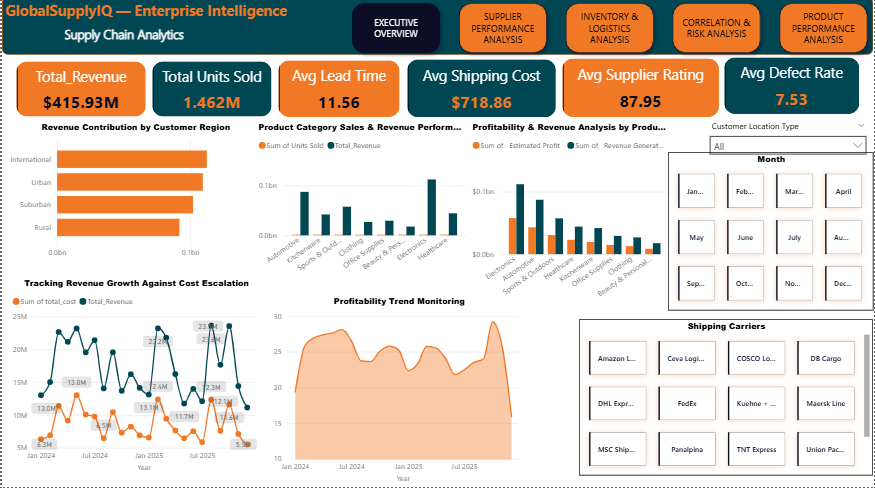 GlobalSupplyIQ — Enterprise Intelligence
Supply Chain Analytics
EXECUTIVE
OVERVIEW
SUPPLIER
PERFORMANCE
ANALYSIS
INVENTORY &
LOGISTICS
ANALYSIS
CORRELATION &
RISK ANALYSIS
PRODUCT
PERFORMANCE
ANALYSIS
Total_Revenue
$415.93M
Total Units Sold
1.462M
Avg Lead Time
11.56
Avg Shipping Cost
$718.86
Avg Supplier Rating
87.95
Avg Defect Rate
7.53
Revenue Contribution by Customer Region
International
Urban
Suburban
Rural
0.0bn
0.1bn
Product Category Sales & Revenue Perform...
Sum of Units Sold
Total_Revenue
0.1bn
0.0bn
Automotive
Kitchenware
Sports & Outd...
Clothing
Office Supplies
Beauty & Pers...
Electronics
Healthcare
Profitability & Revenue Analysis by Produ...
Sum of Estimated Profit
Sum of Revenue Generat...
$0.1bn
$0.0bn
Electronics
Automotive
Sports & Outdoors
Healthcare
Kitchenware
Office Supplies
Clothing
Beauty & Personal...
Customer Location Type
All
Month
Jan...
Feb...
Mar...
April
May
June
July
Au...
Sep...
Oct...
No...
Dec...
Tracking Revenue Growth Against Cost Escalation
Sum of total_cost
Total_Revenue
25M
15M
10M
5M
13.0M
6.3M
13.0M
6.5M
13.1M
23.2M
12.4M
11.7M
12.3M
12.1M
11.6M
Jan 2024
Jul 2024
Jan 2025
Jul 2025
Year
Profitability Trend Monitoring
30
25
20
15
10
Jan 2024
Jul 2024
Jan 2025
Jul 2025
Year
Shipping Carriers
Amazon L...
Ceva Logi...
COSCO Lo...
DB Cargo
DHL Expr...
FedEx
Kuehne + ...
Maersk Line
MSC Ship...
Panalpina
TNT Express
Union Pac...